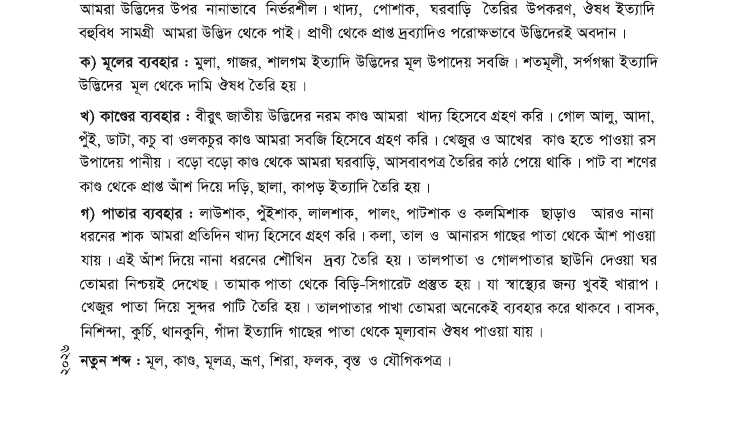 আমরা উদ্ভিদের উপর নানাভাবে নির্ভরশীল। খাদ্য, পোশাক, ঘরবাড়ি তৈরির উপকরণ, ঔষধ ইত্যাদি
বহুবিধ সামগ্রী আমরা উদ্ভিদ থেকে পাই। প্রাণী থেকে প্রাপ্ত দ্রব্যাদিও পরোক্ষভাবে উদ্ভিদেরই অবদান।
ক) মূলের ব্যবহার : মুলা, গাজর, শালগম ইত্যাদি উদ্ভিদের মূল উপাদেয় সবজি। শতমূলী, সর্পগন্ধা ইত্যাদি
উদ্ভিদের মূল থেকে দামি ঔষধ তৈরি হয়।
খ) কাণ্ডের ব্যবহার : বীরুৎ জাতীয় উদ্ভিদের নরম কাণ্ড আমরা খাদ্য হিসেবে গ্রহণ করি। গোল আলু, আদা,
পুঁই, ডাটা, কচু বা ওলকচুর কাণ্ড আমরা সবজি হিসেবে গ্রহণ করি। খেজুর ও আখের কাণ্ড হতে পাওয়া রস
উপাদেয় পানীয়। বড়ো বড়ো কাণ্ড থেকে আমরা ঘরবাড়ি, আসবাবপত্র তৈরির কাঠ পেয়ে থাকি। পাট বা শণের
কাণ্ড থেকে প্রাপ্ত আঁশ দিয়ে দড়ি, ছালা, কাপড় ইত্যাদি তৈরি হয়।
গ) পাতার ব্যবহার : লাউশাক, পুঁইশাক, লালশাক, পালং, পাটশাক ও কলমিশাক ছাড়াও আরও নানা
ধরনের শাক আমরা প্রতিদিন খাদ্য হিসেবে গ্রহণ করি। কলা, তাল ও আনারস গাছের পাতা থেকে আঁশ পাওয়া
যায়। এই আঁশ দিয়ে নানা ধরনের শৌখিন দ্রব্য তৈরি হয়। তালপাতা ও গোলপাতার ছাউনি দেওয়া ঘর
তোমরা নিশ্চয়ই দেখেছ। তামাক পাতা থেকে বিড়ি-সিগারেট প্রস্তুত হয়। যা স্বাস্থ্যের জন্য খুবই খারাপ।
খেজুর পাতা দিয়ে সুন্দর পাটি তৈরি হয়। তালপাতার পাখা তোমরা অনেকেই ব্যবহার করে থাকবে। বাসক,
নিশিন্দা, কুর্চি, থানকুনি, গাঁদা ইত্যাদি গাছের পাতা থেকে মূল্যবান ঔষধ পাওয়া যায়।
নতুন শব্দ : মূল, কাণ্ড, মূলত্র, ভ্রূণ, শিরা, ফলক, বৃন্ত ও যৌগিকপত্র।
২০২৬